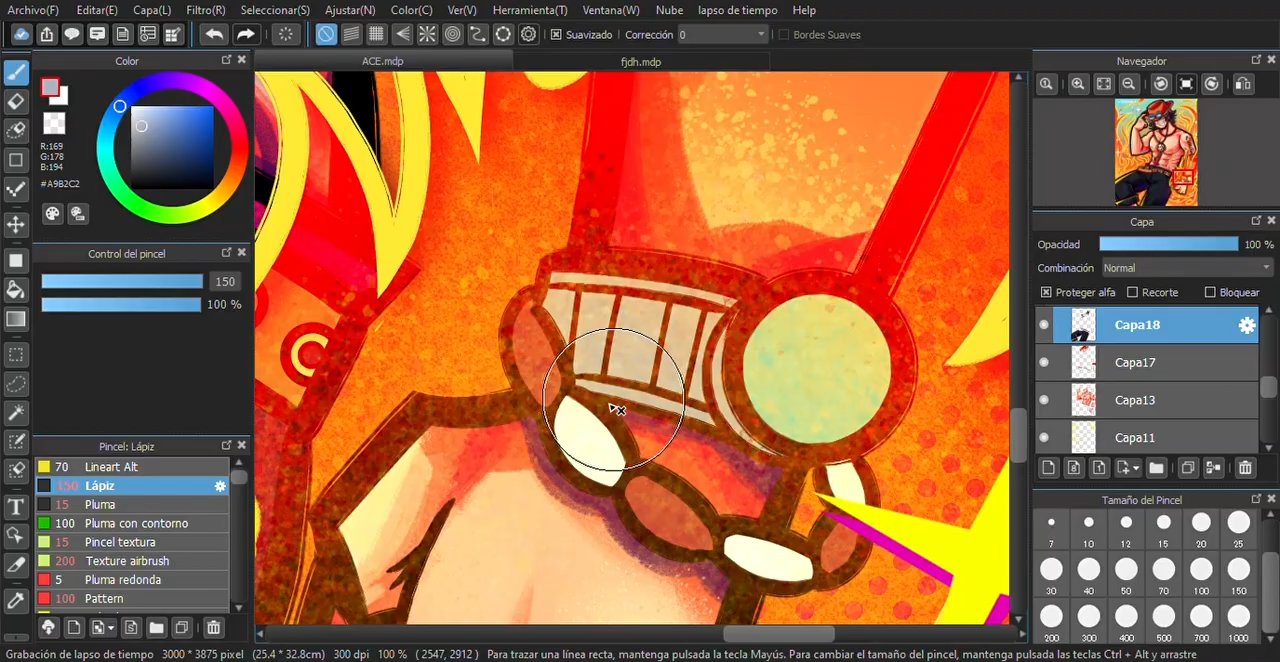 Archivo(F) Editar(E) Capa(L) Filtro(R) Seleccionar(S) Ajustar(N) Color(C) Ver(V) Herramienta(T) Ventana(W) Nube lapso de tiempo Help
Suavizado Corrección 0 Bordes Suaves
Color
R:169
G:178
B:194
#A9B2C2
Control del pincel
150
100 %
Pincel: Lápiz
70 Lineart Alt
150 Lápiz
15 Pluma
100 Pluma con contorno
15 Pincel textura
200 Texture airbrush
5 Pluma redonda
100 Pattern
ACE.mdp fjdh.mdp
Navegador
Capa
Opacidad 100 %
Combinación Normal
Proteger alfa Recorte Bloquear
Capa18
Capa17
Capa13
Capa11
Tamaño del Pincel
7 10 12 15 20 25
30 40 50 70 100 150
200 300 400 500 700 1000
Grabación de lapso de tiempo 3000 * 3875 pixel (25.4 * 32.8cm) 300 dpi 100 % ( 2547, 2912 ) Para trazar una línea recta, mantenga pulsada la tecla Mayús. Para cambiar el tamaño del pincel, mantenga pulsadas las teclas Ctrl + Alt y arrastre